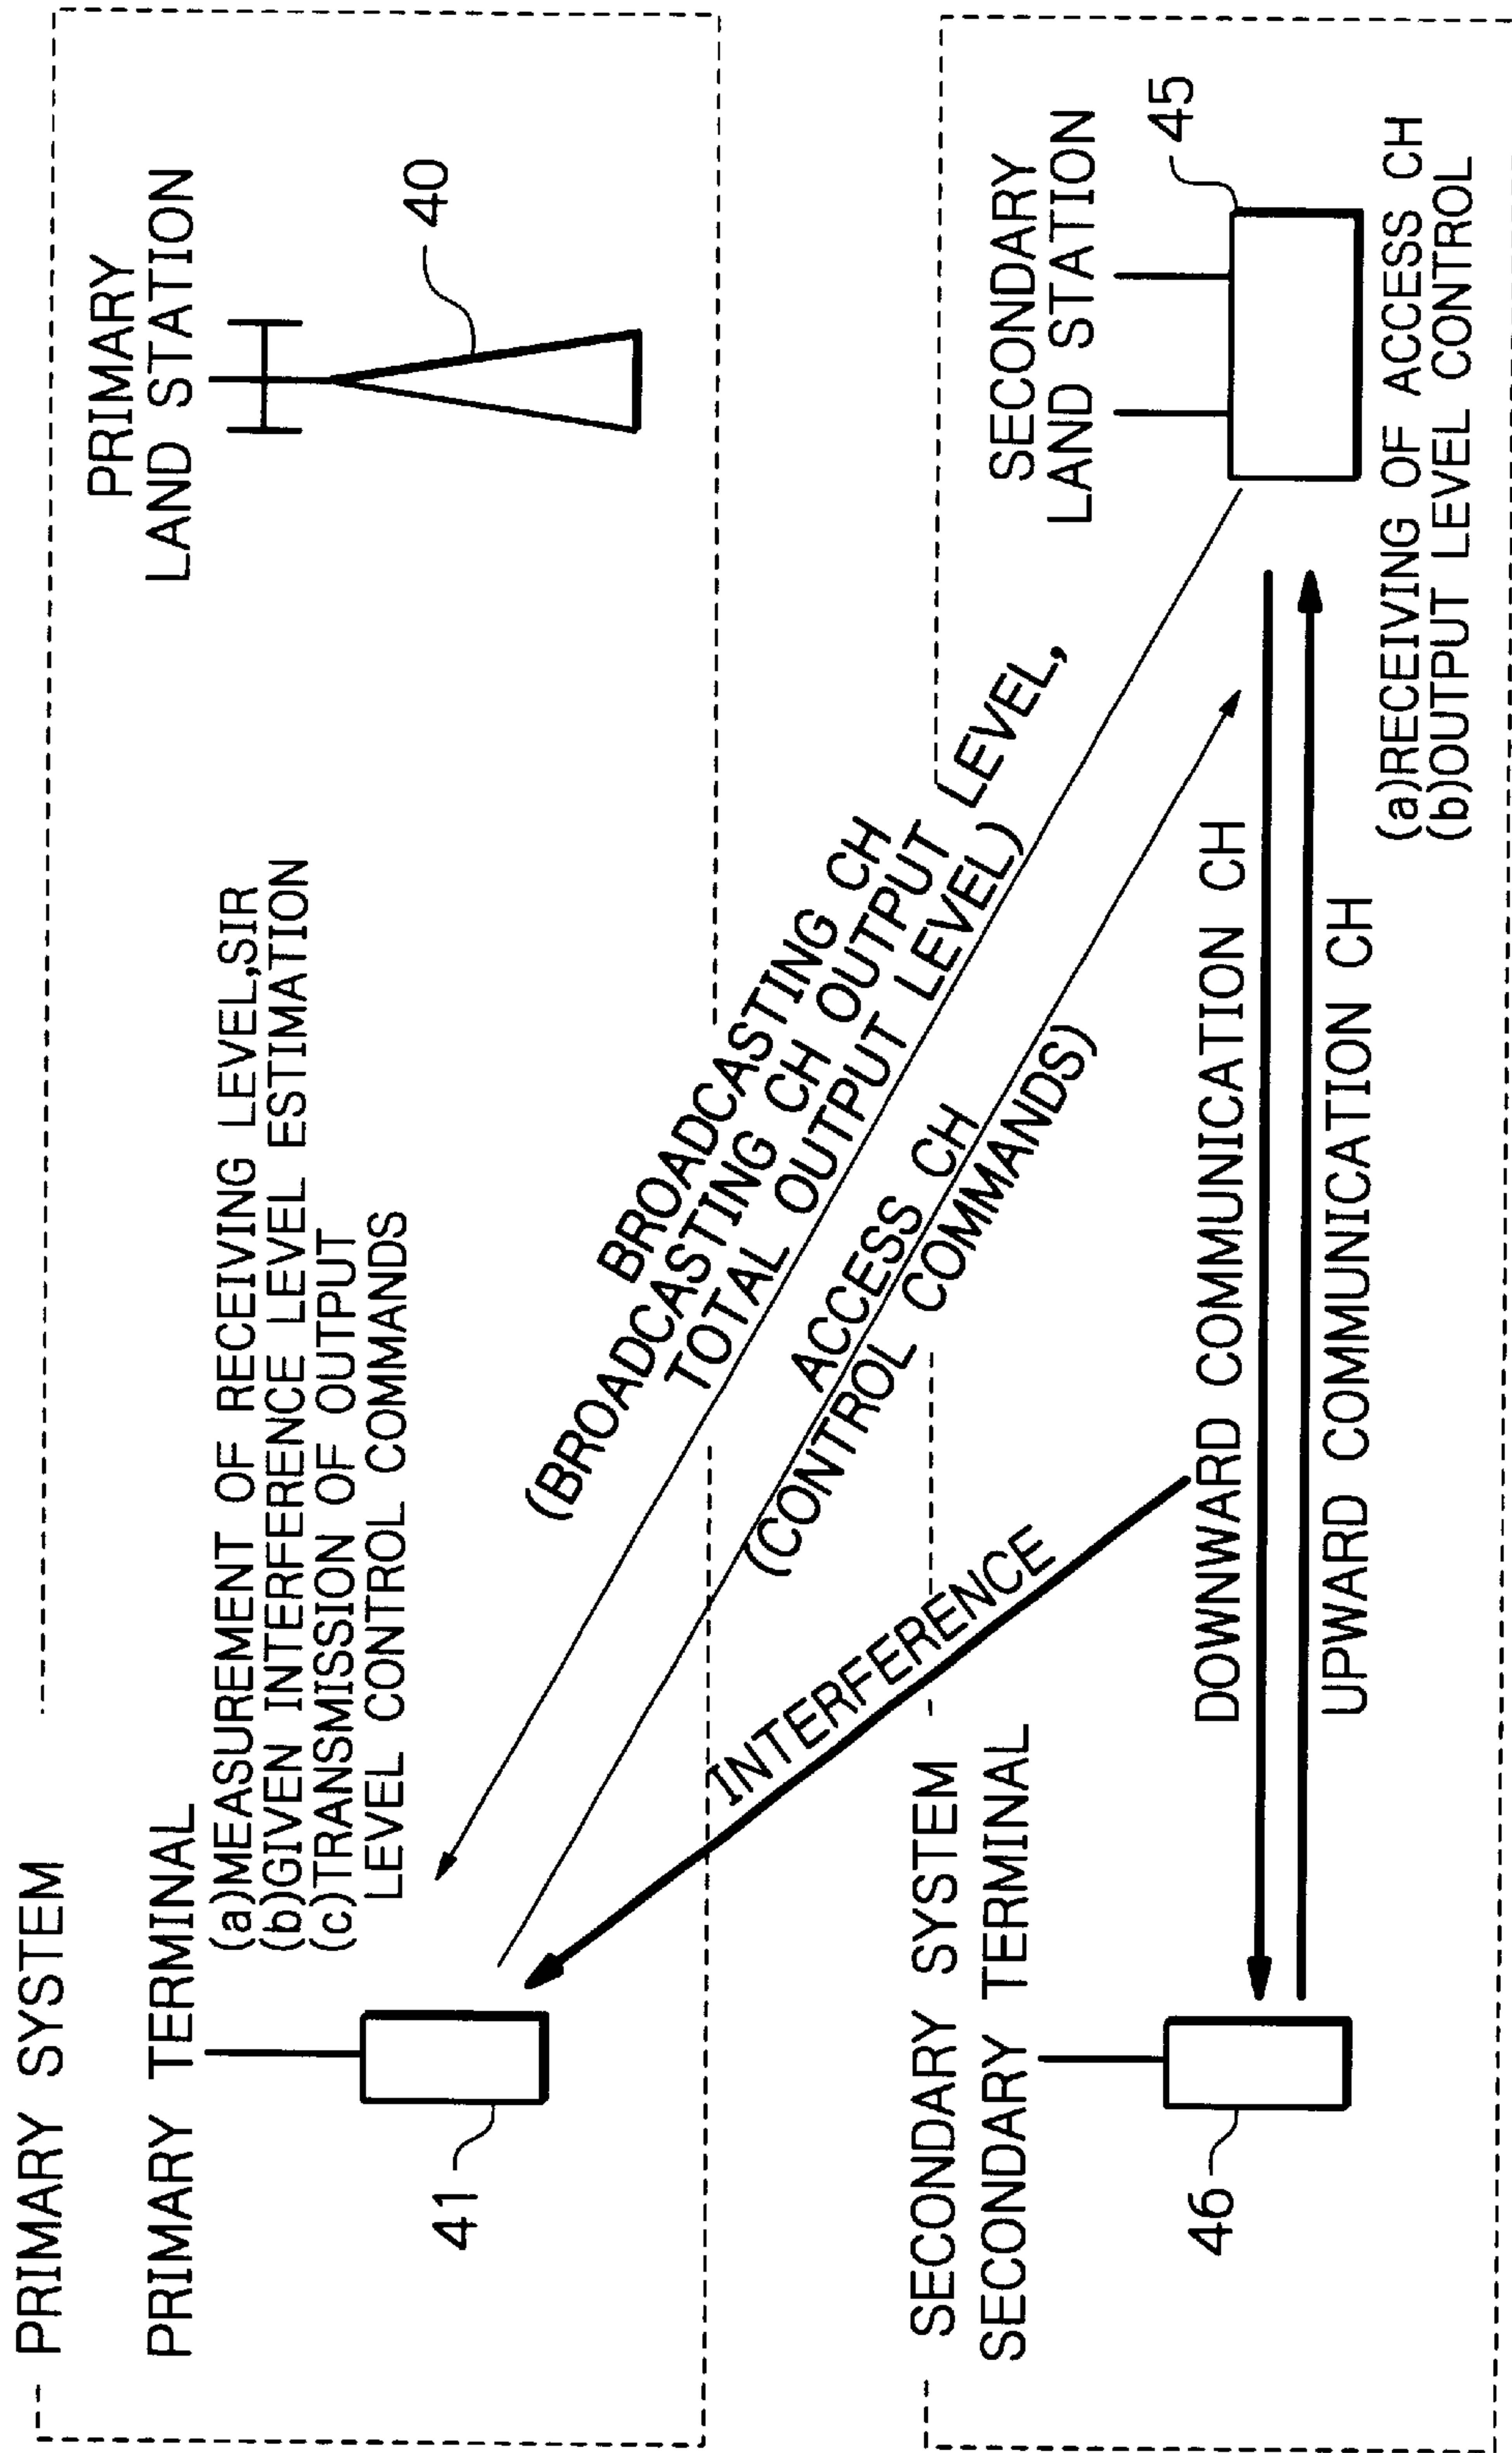 PRIMARY SYSTEM
PRIMARY TERMINAL
(a)MEASUREMENT OF RECEIVING LEVEL,SIR
(b)GIVEN INTERFERENCE LEVEL ESTIMATION
(c)TRANSMISSION OF OUTPUT
LEVEL CONTROL COMMANDS
41
PRIMARY
LAND STATION
40
BROADCASTING CH
(BROADCASTING CH OUTPUT LEVEL,
TOTAL OUTPUT LEVEL)
ACCESS CH
(CONTROL COMMANDS)
INTERFERENCE
SECONDARY SYSTEM
SECONDARY TERMINAL
46
DOWNWARD COMMUNICATION CH
UPWARD COMMUNICATION CH
SECONDARY
LAND STATION
45
(a)RECEIVING OF ACCESS CH
(b)OUTPUT LEVEL CONTROL